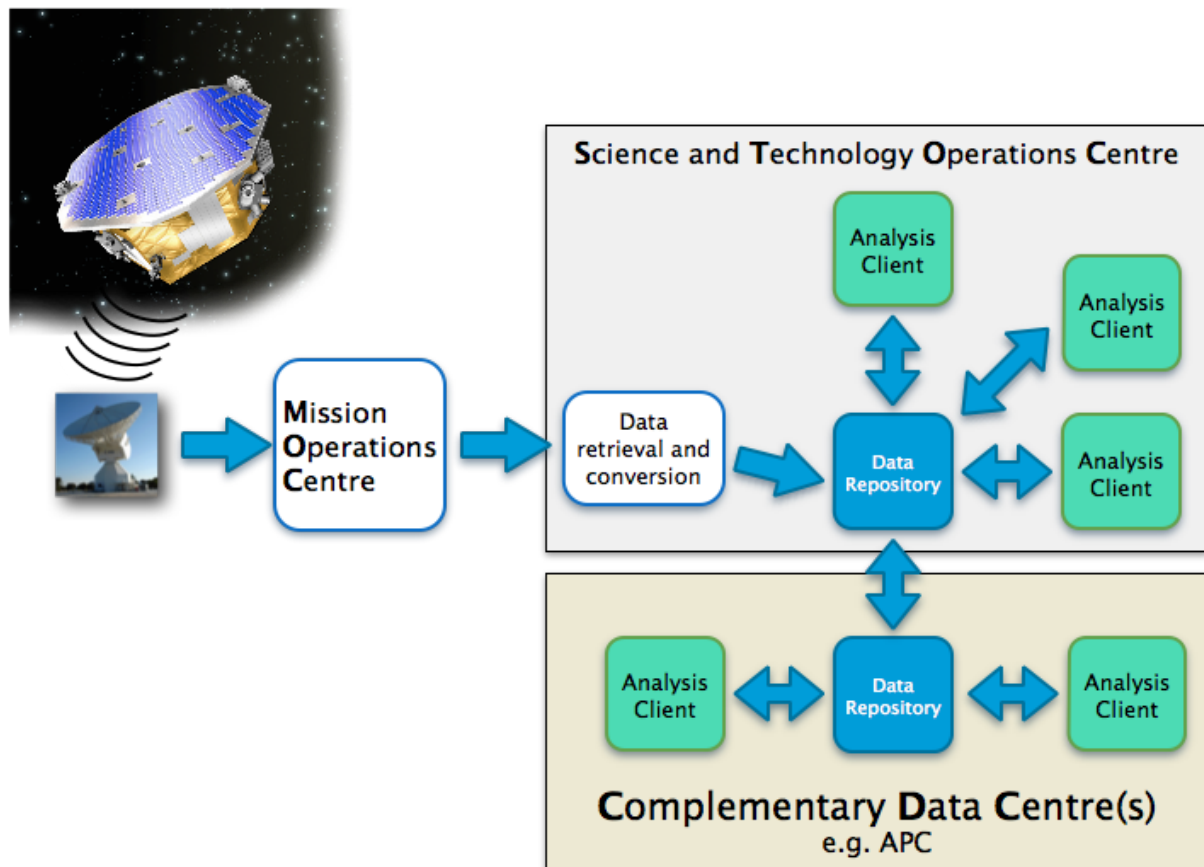 Science and Technology Operations Centre
Analysis
Client
Analysis
Client
Mission
Operations
Centre
Data
retrieval and
conversion
Data
Repository
Analysis
Client
Analysis
Client
Data
Repository
Analysis
Client
Complementary Data Centre(s)
e.g. APC